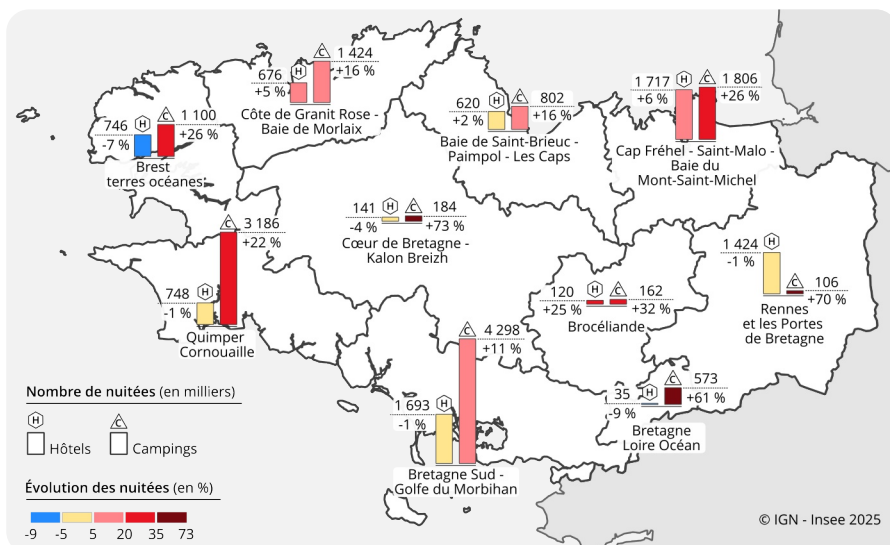 1 424
C
676
H
+16 %
+5 %
Côte de Granit Rose -
Baie de Morlaix
746
H
C
1 100
-7 %
+26 %
Brest
terres océanes
620
H
C
802
+2 %
+16 %
Baie de Saint-Brieuc -
Paimpol - Les Caps
1 717
H
C
1 806
+6 %
+26 %
Cap Fréhel - Saint-Malo -
Baie du
Mont-Saint-Michel
141
H
C
184
-4 %
+73 %
Cœur de Bretagne -
Kalon Breizh
C
3 186
+22 %
748
H
-1 %
Quimper
Cornouaille
1 424
H
-1 %
C
106
+70 %
Rennes
et les Portes
de Bretagne
120
H
C
162
+25 %
+32 %
Brocéliande
C
4 298
+11 %
1 693
H
-1 %
Bretagne Sud -
Golfe du Morbihan
35
H
C
573
-9 %
+61 %
Bretagne
Loire Océan
Nombre de nuitées (en milliers)
H
C
Hôtels
Campings
Évolution des nuitées (en %)
-9 -5 5 20 35 73
© IGN - Insee 2025